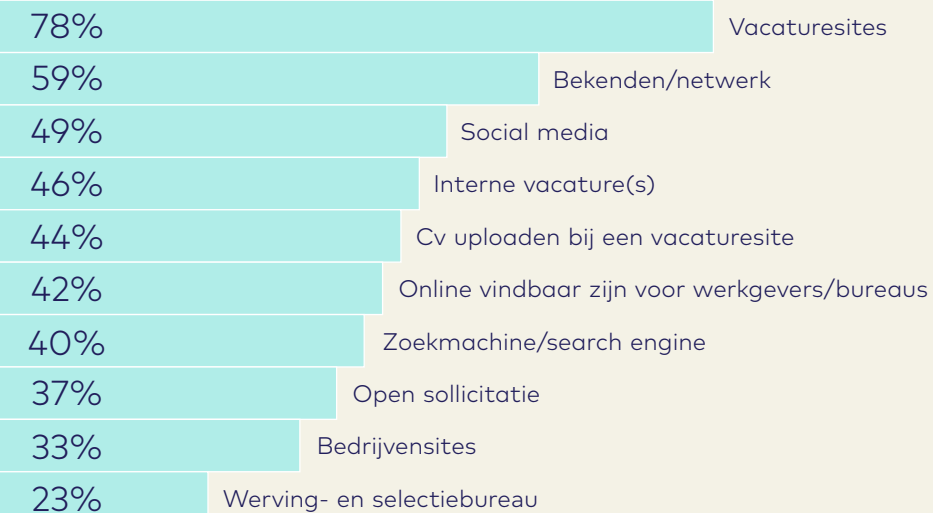 78% Vacaturesites
59% Bekenden/netwerk
49% Social media
46% Interne vacature(s)
44% Cv uploaden bij een vacaturesite
42% Online vindbaar zijn voor werkgevers/bureaus
40% Zoekmachine/search engine
37% Open sollicitatie
33% Bedrijvensites
23% Werving- en selectiebureau